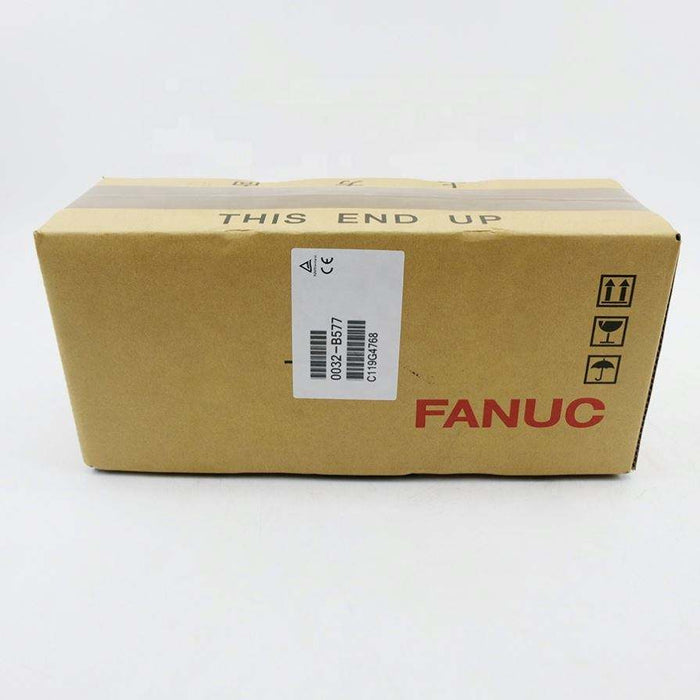 THIS END UP
0032-B577
C119G4768
CE
FANUC